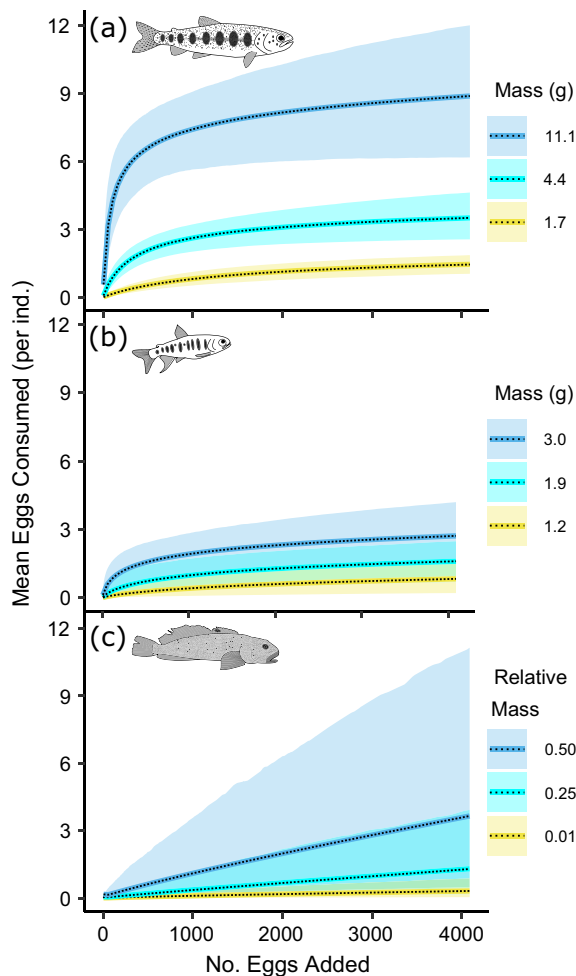 Mean Eggs Consumed (per ind.)
(a)
12
9
6
3
0
Mass (g)
11.1
4.4
1.7
(b)
12
9
6
3
0
Mass (g)
3.0
1.9
1.2
(c)
12
9
6
3
0
Relative
Mass
0.50
0.25
0.01
0 1000 2000 3000 4000
No. Eggs Added